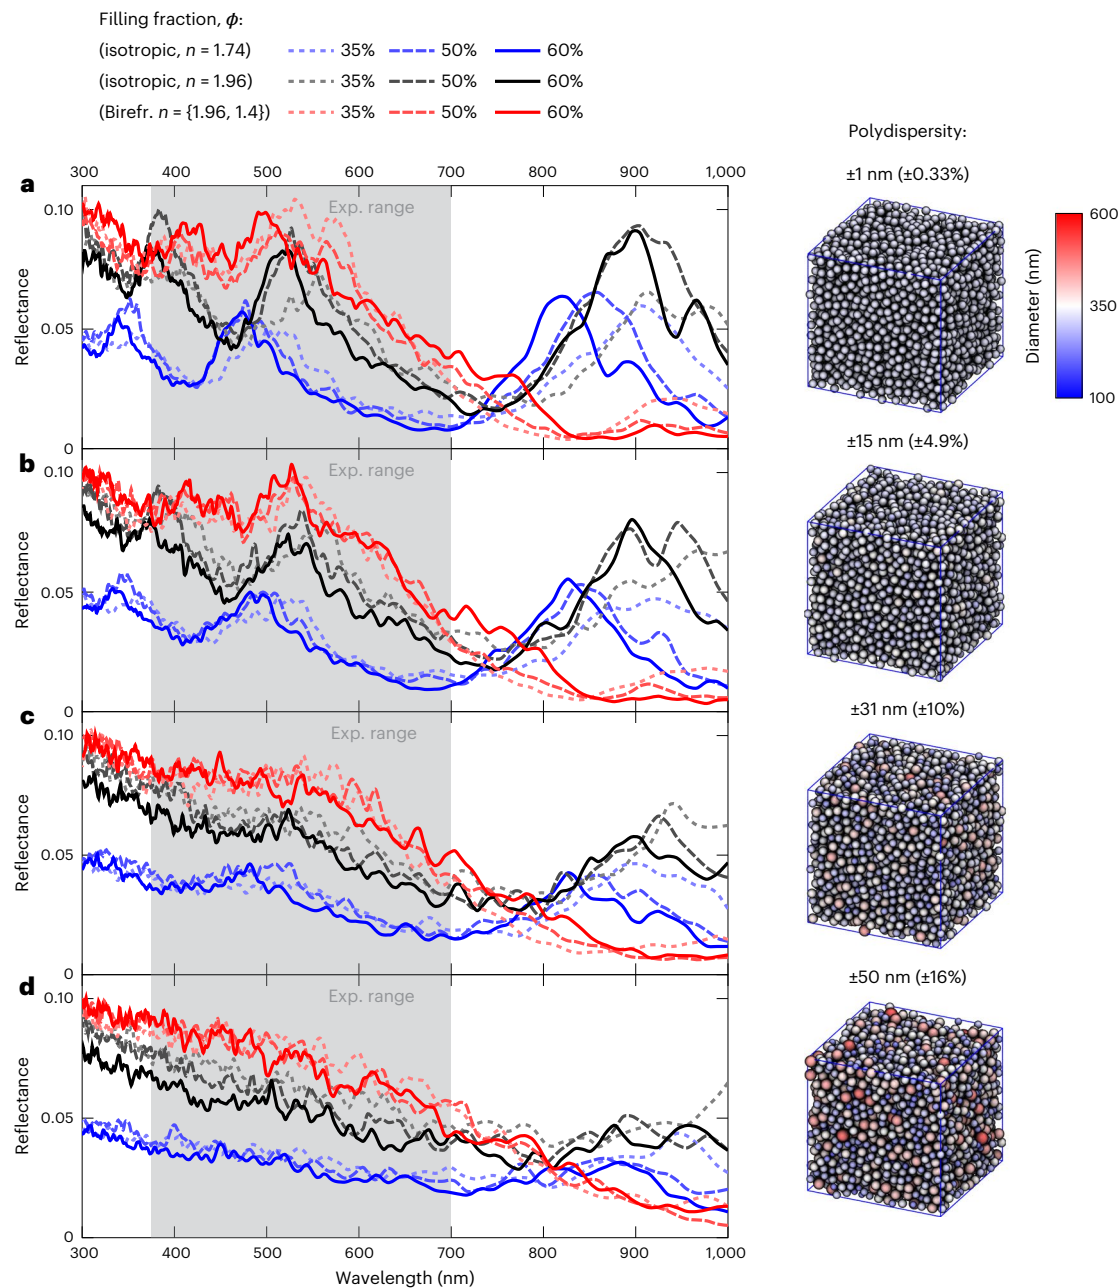 Filling fraction, ϕ:
(isotropic, n = 1.74) 35% 50% 60%
(isotropic, n = 1.96) 35% 50% 60%
(Birefr. n = {1.96, 1.4}) 35% 50% 60%
Polydispersity:
300 400 500 600 700 800 900 1,000
a
Exp. range
0.10
0.05
0
Reflectance
±1 nm (±0.33%)
600
350
100
Diameter (nm)
b
Exp. range
0.10
0.05
0
Reflectance
±15 nm (±4.9%)
c
Exp. range
0.10
0.05
0
Reflectance
±31 nm (±10%)
d
Exp. range
0.10
0.05
0
Reflectance
±50 nm (±16%)
300 400 500 600 700 800 900 1,000
Wavelength (nm)